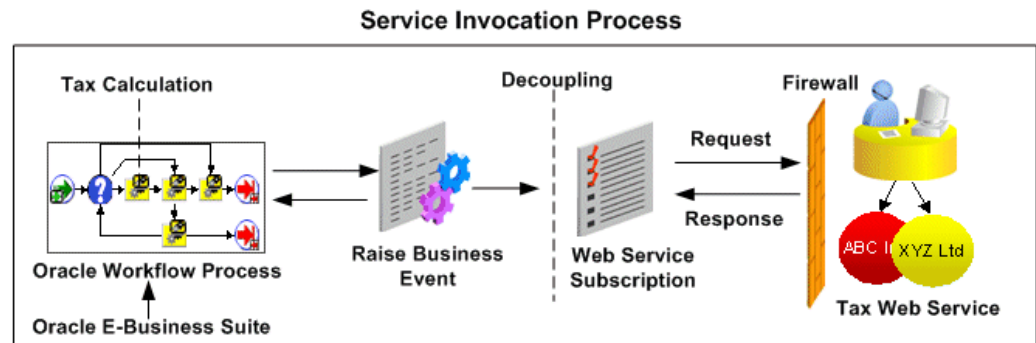 Service Invocation Process
Tax Calculation
Decoupling
Firewall
?
Request
Response
ABC
XYZ Ltd
Oracle Workflow Process
Raise Business
Event
Web Service
Subscription
Tax Web Service
Oracle E-Business Suite